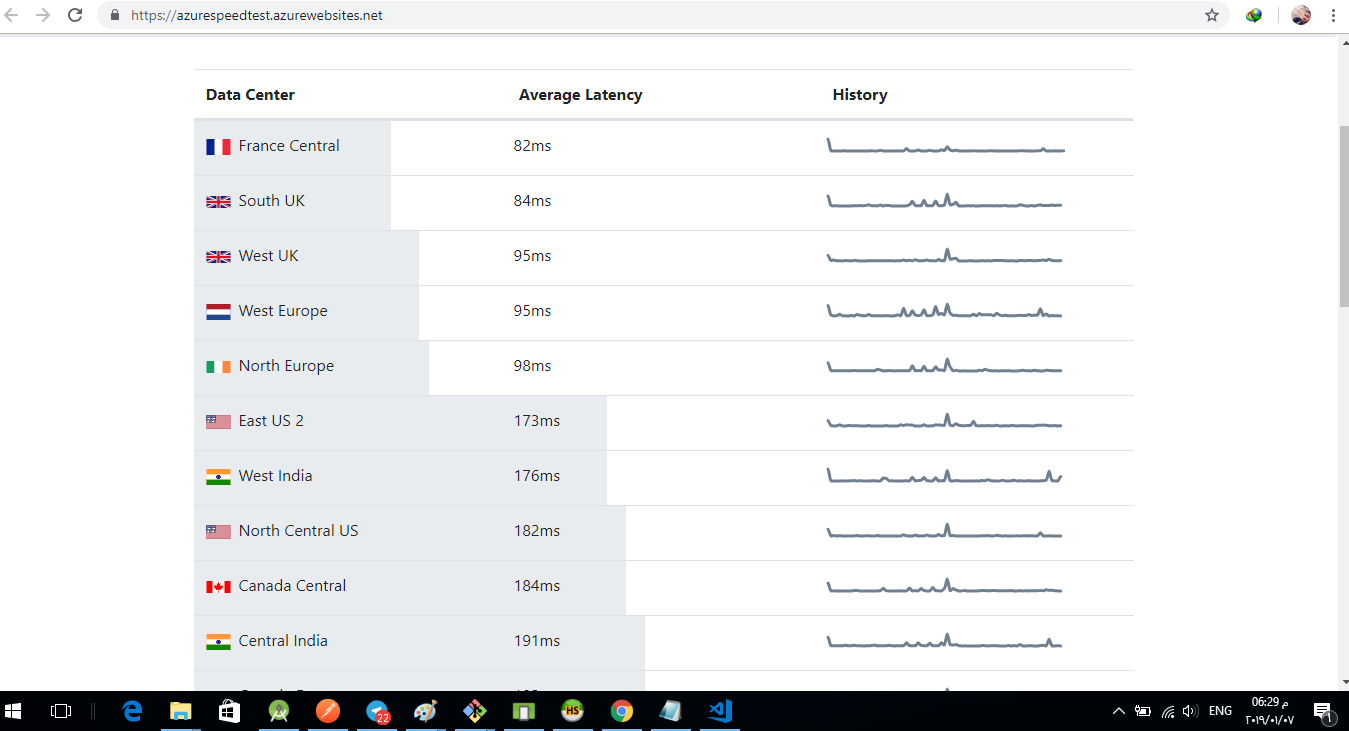 https://azurespeedtest.azurewebsites.net
Data Center Average Latency History
France Central 82ms
South UK 84ms
West UK 95ms
West Europe 95ms
North Europe 98ms
East US 2 173ms
West India 176ms
North Central US 182ms
Canada Central 184ms
Central India 191ms
22
HS
ENG
06:29 م
٢٠١٩/٠١/٠٧
1